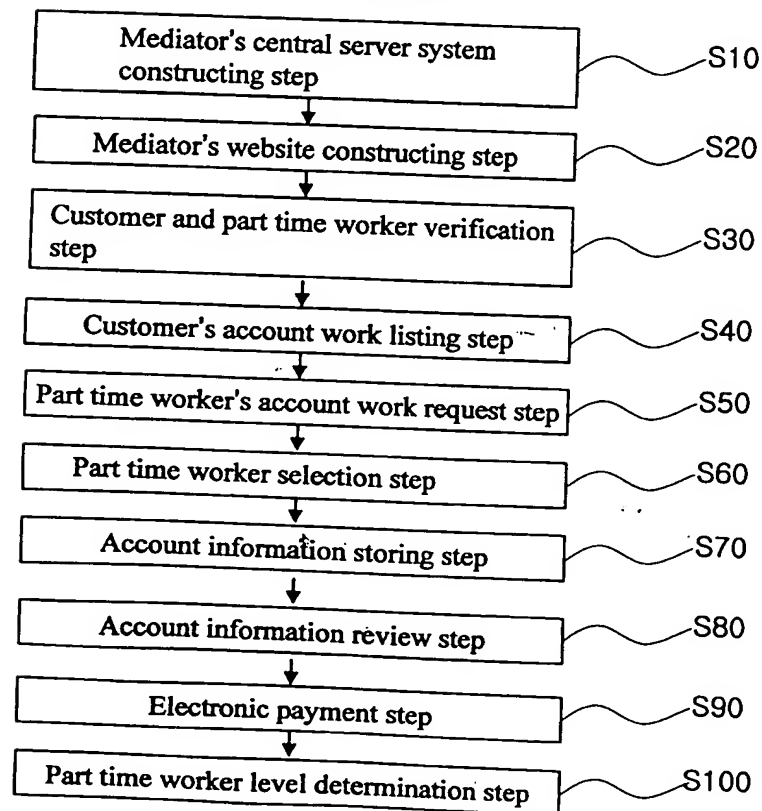 Mediator's central server system
constructing step
S10
Mediator's website constructing step
S20
Customer and part time worker verification
step
S30
Customer's account work listing step
S40
Part time worker's account work request step
S50
Part time worker selection step
S60
Account information storing step
S70
Account information review step
S80
Electronic payment step
S90
Part time worker level determination step
S100